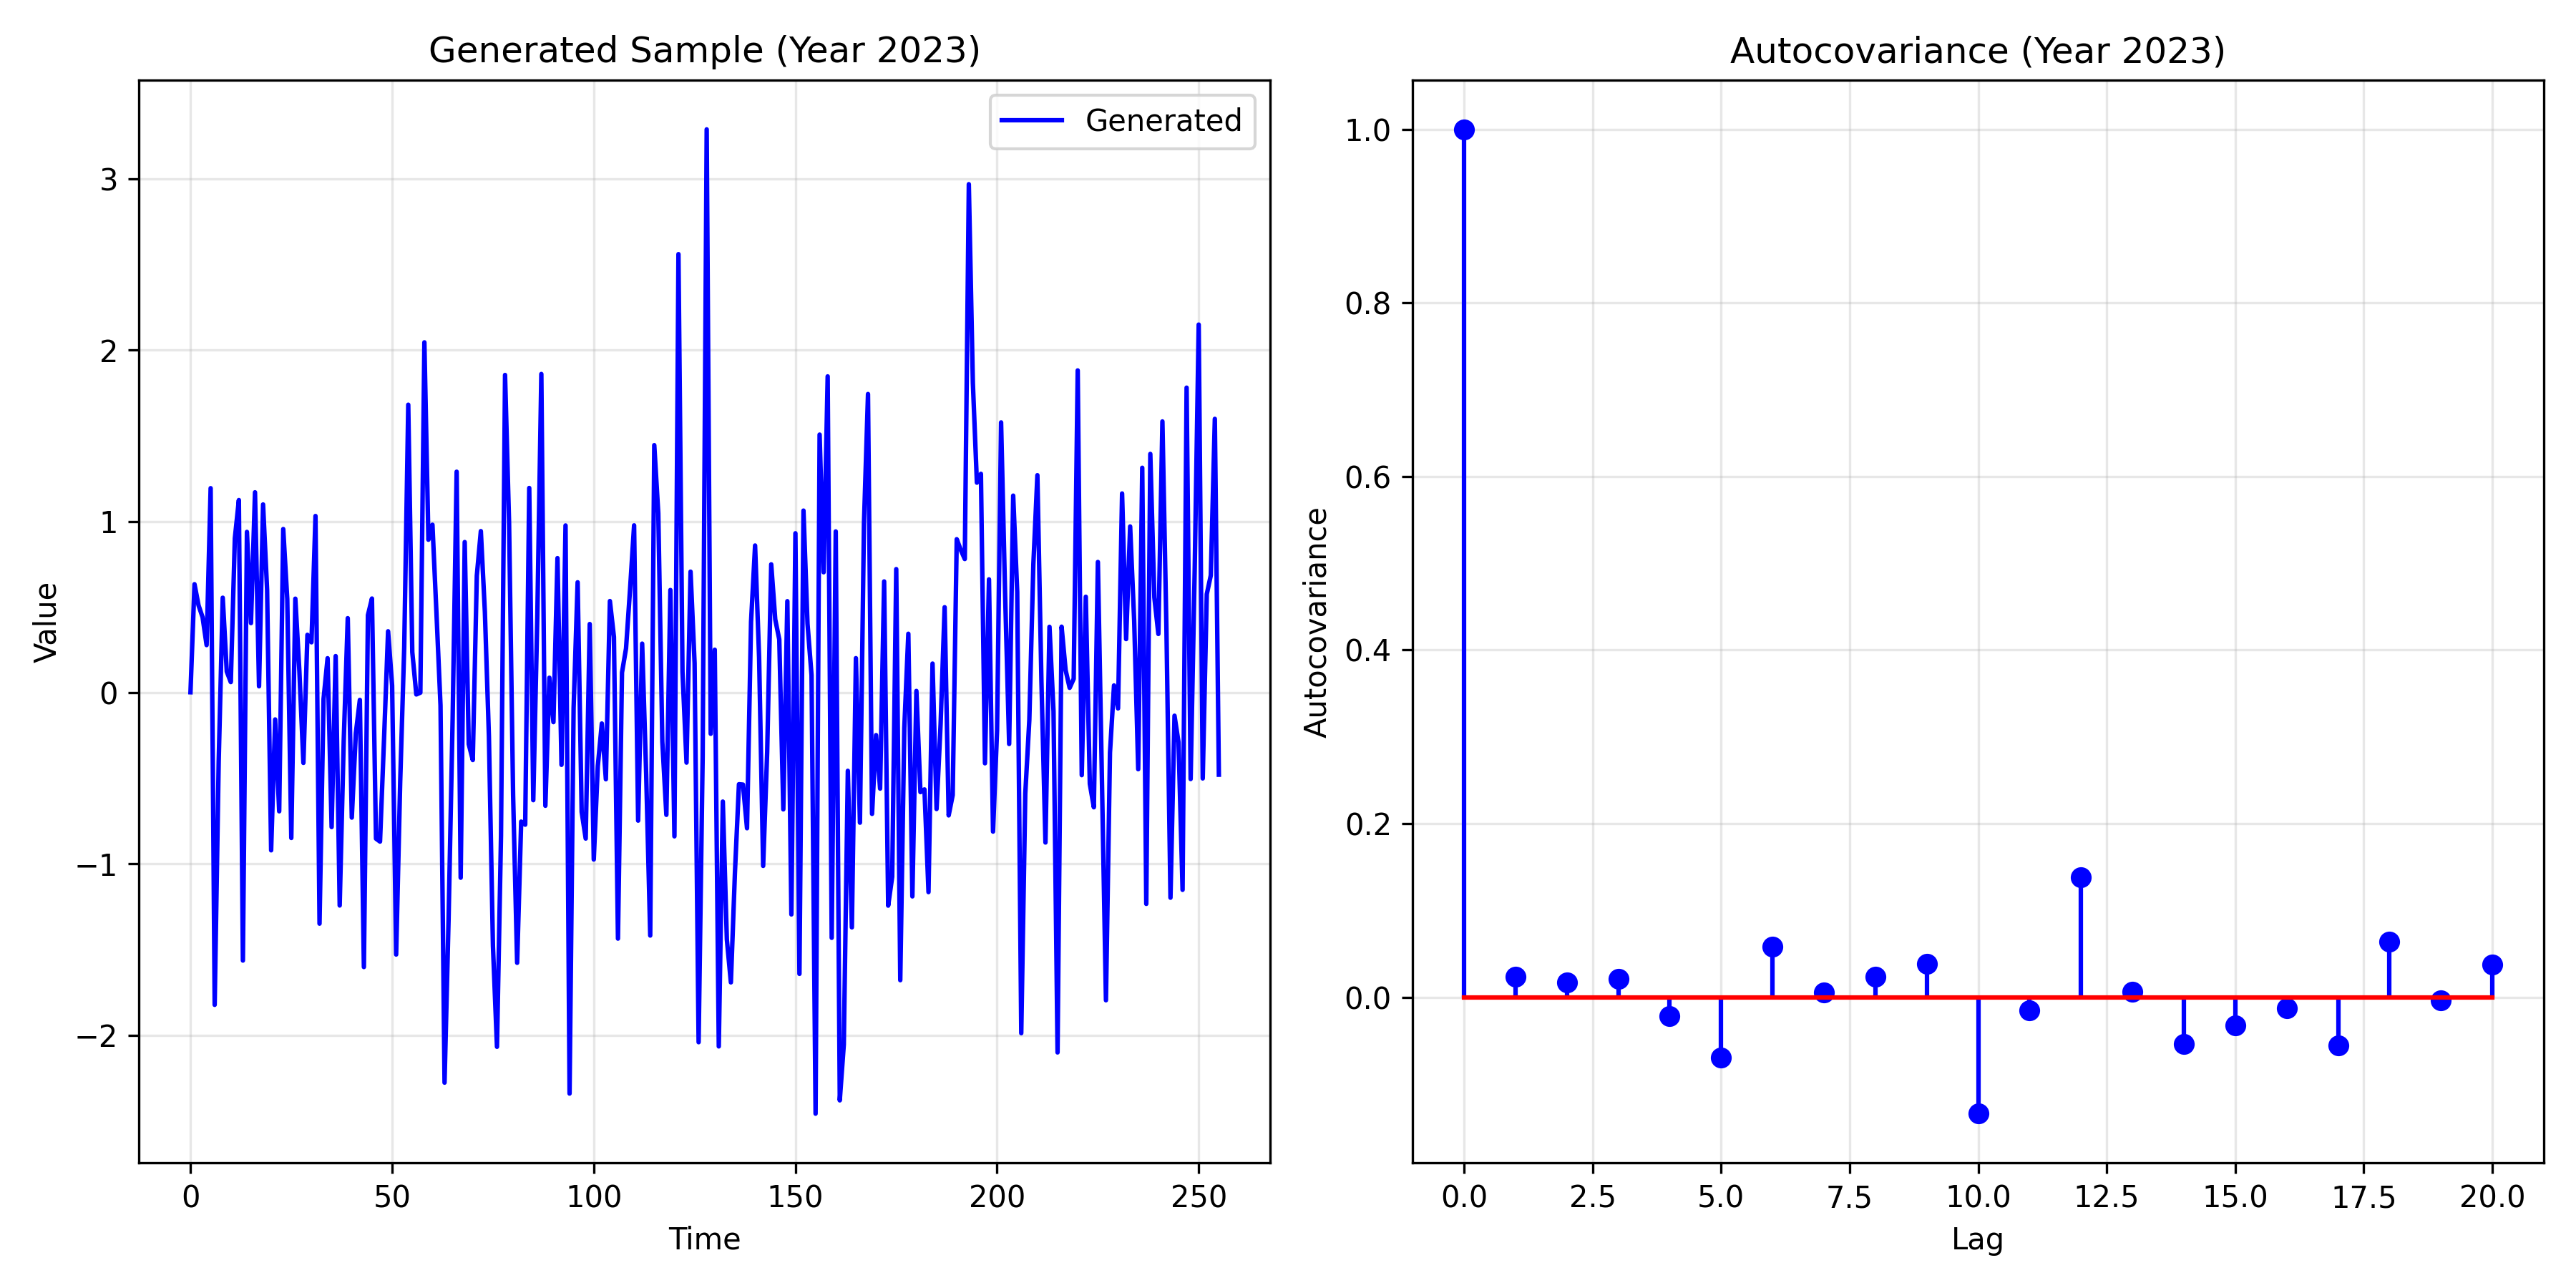 Generated Sample (Year 2023)
Generated
Value
3
2
1
0
−1
−2
0 50 100 150 200 250
Time
Autocovariance (Year 2023)
Autocovariance
1.0
0.8
0.6
0.4
0.2
0.0
0.0 2.5 5.0 7.5 10.0 12.5 15.0 17.5 20.0
Lag